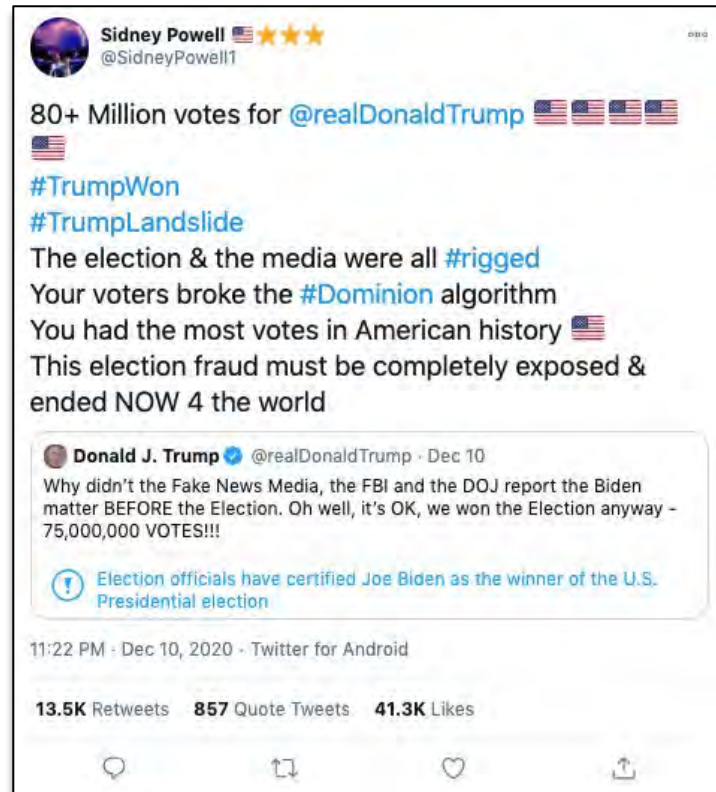 Sidney Powell 🇺🇸⭐⭐⭐
@SidneyPowell1
80+ Million votes for @realDonaldTrump 🇺🇸🇺🇸🇺🇸🇺🇸
🇺🇸
#TrumpWon
#TrumpLandslide
The election & the media were all #rigged
Your voters broke the #Dominion algorithm
You had the most votes in American history 🇺🇸
This election fraud must be completely exposed &
ended NOW 4 the world
Donald J. Trump @realDonaldTrump · Dec 10
Why didn't the Fake News Media, the FBI and the DOJ report the Biden
matter BEFORE the Election. Oh well, it's OK, we won the Election anyway -
75,000,000 VOTES!!!
Election officials have certified Joe Biden as the winner of the U.S.
Presidential election
11:22 PM · Dec 10, 2020 · Twitter for Android
13.5K Retweets 857 Quote Tweets 41.3K Likes